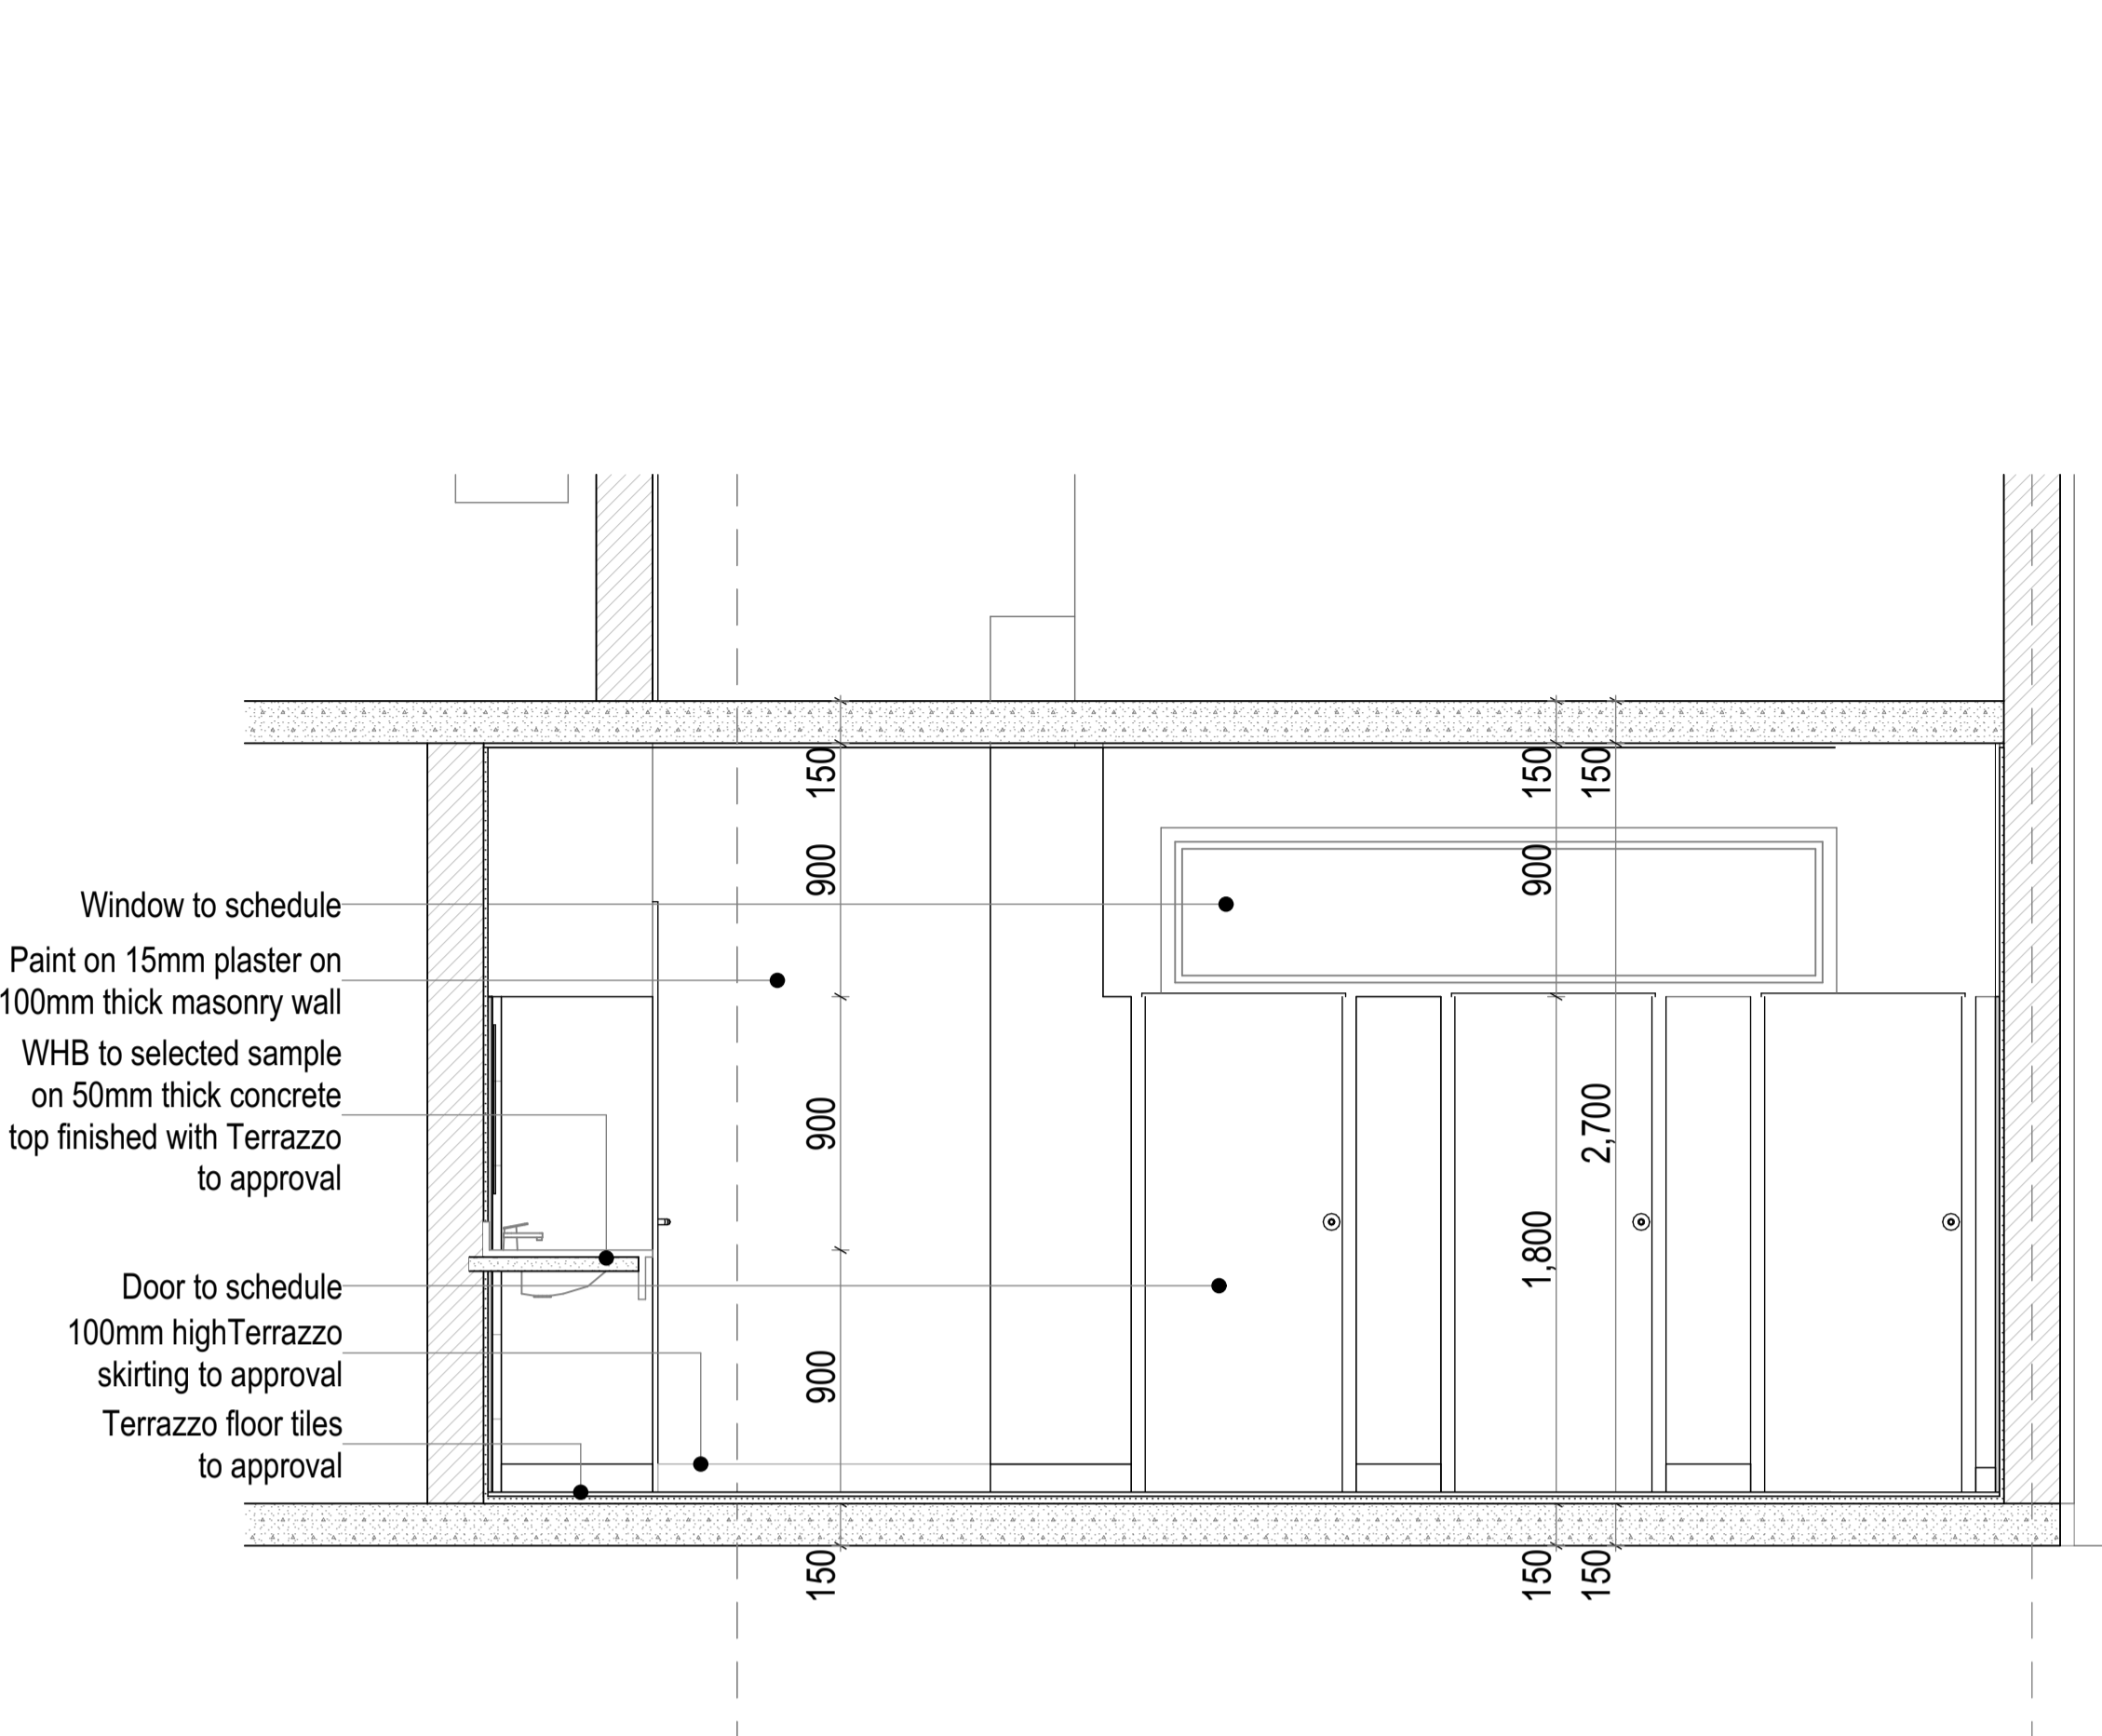 150
150
150
900
900
Window to schedule
Paint on 15mm plaster on
100mm thick masonry wall
WHB to selected sample
on 50mm thick concrete
top finished with Terrazzo
to approval
900
2,700
1,800
Door to schedule
100mm highTerrazzo
skirting to approval
900
Terrazzo floor tiles
to approval
150
150
150